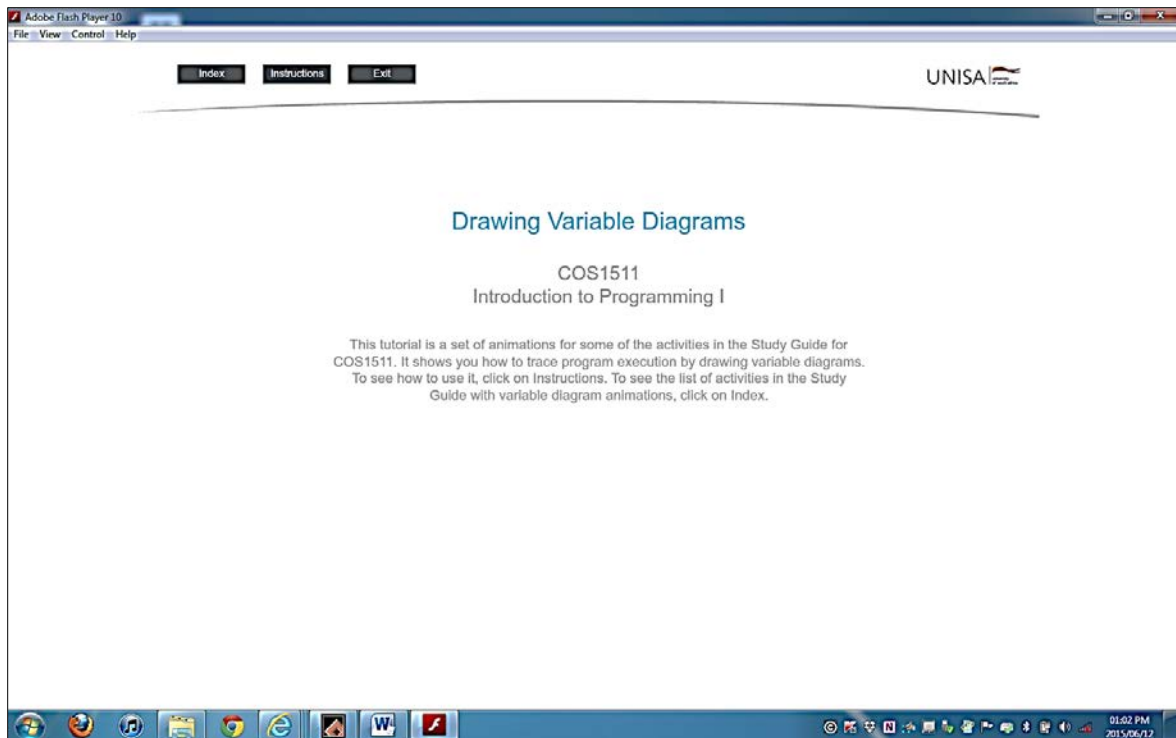 Adobe Flash Player 10
File View Control Help
Index Instructions Exit
UNISA
Drawing Variable Diagrams
COS1511
Introduction to Programming I
This tutorial is a set of animations for some of the activities in the Study Guide for
COS1511. It shows you how to trace program execution by drawing variable diagrams.
To see how to use it, click on Instructions. To see the list of activities in the Study
Guide with variable diagram animations, click on Index.
01:02 PM
2015/06/12